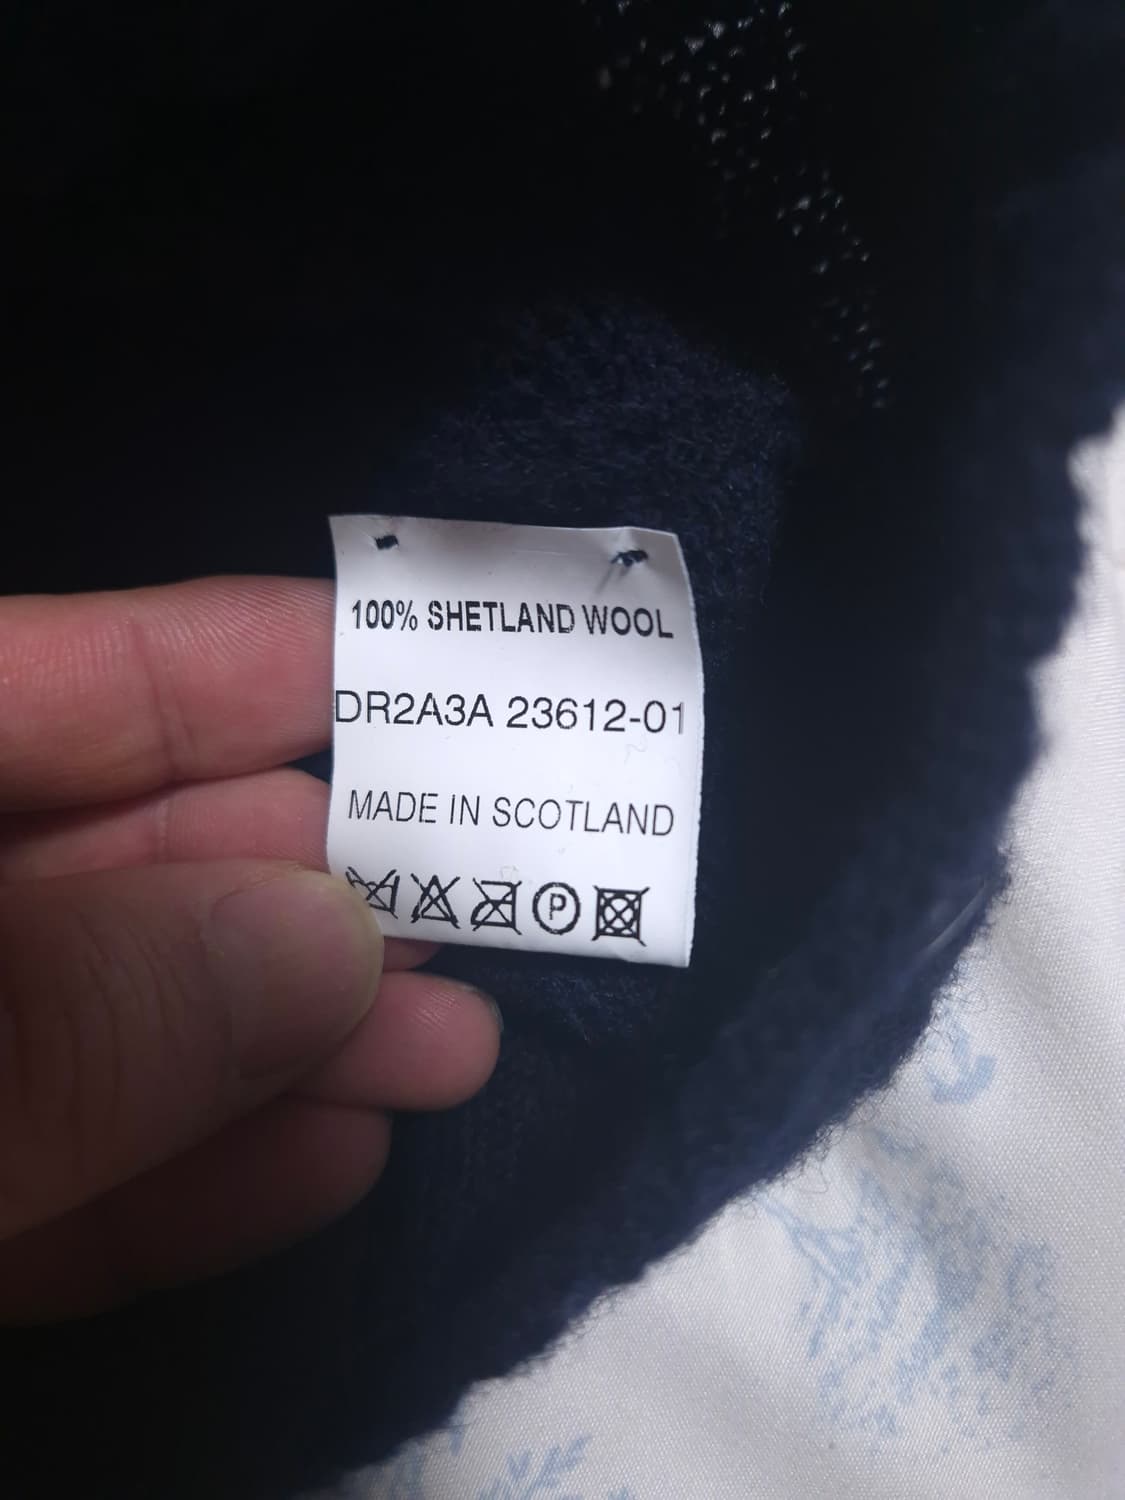 100% SHETLAND WOOL
DR2A3A 23612-01
MADE IN SCOTLAND
P